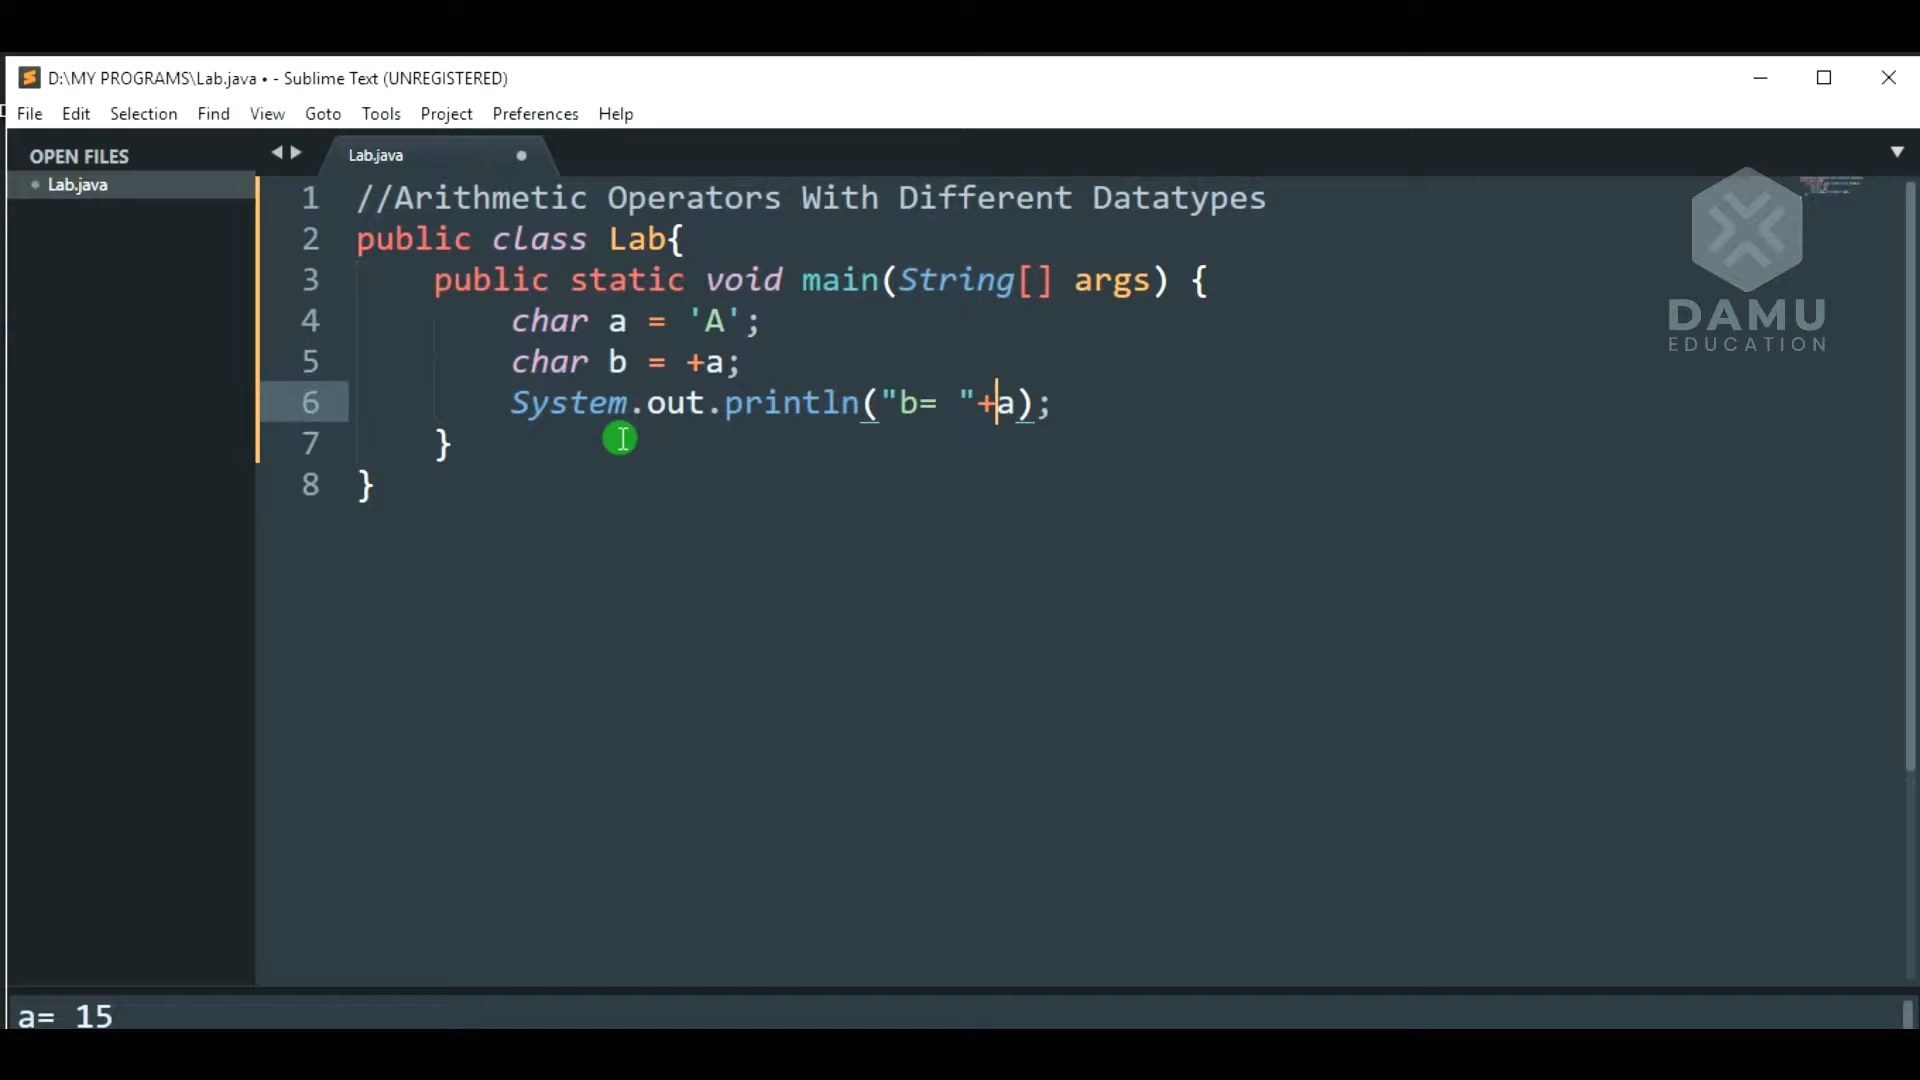 D:\MY PROGRAMS\Lab.java • - Sublime Text (UNREGISTERED)
File Edit Selection Find View Goto Tools Project Preferences Help
OPEN FILES
Lab.java
Lab.java
1 //Arithmetic Operators With Different Datatypes
2 public class Lab{
3 public static void main(String[] args) {
4 char a = 'A';
5 char b = +a;
6 System.out.println("b= "+a);
7 }
8 }
DAMU
EDUCATION
a= 15